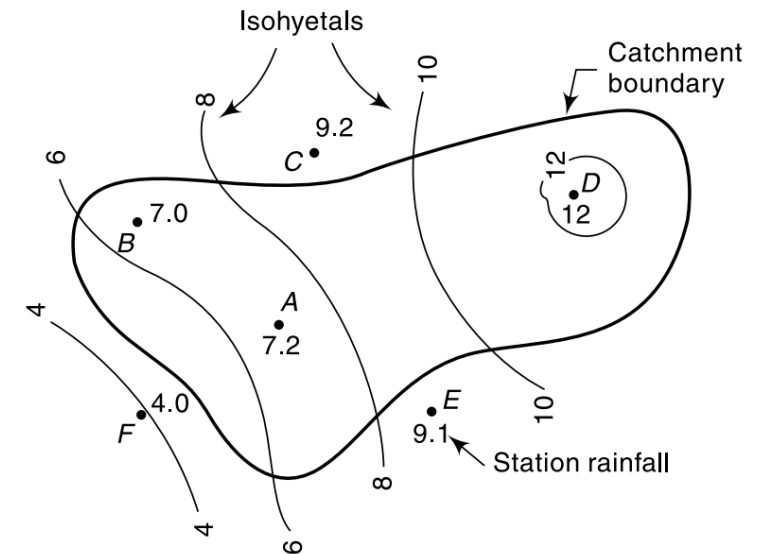 Isohyetals
Catchment
boundary
10
8
9.2
C
6
12
D
12
7.0
B
A
7.2
4
4.0
F
E
9.1
10
Station rainfall
8
4
6